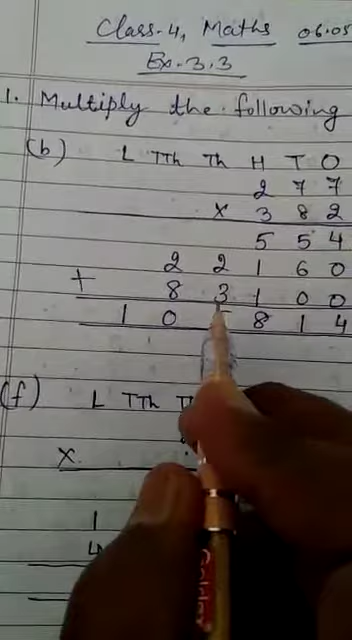 Class-4, Maths 06.05
Ex. 3.3
1. Multiply the following
(b) L TTh Th H T O
2 7 7
x 3 8 2
5 5 4
2 2 1 6 0
+ 8 3 1 0 0
1 0 8 1 4
(f) L TTh
x
1
4